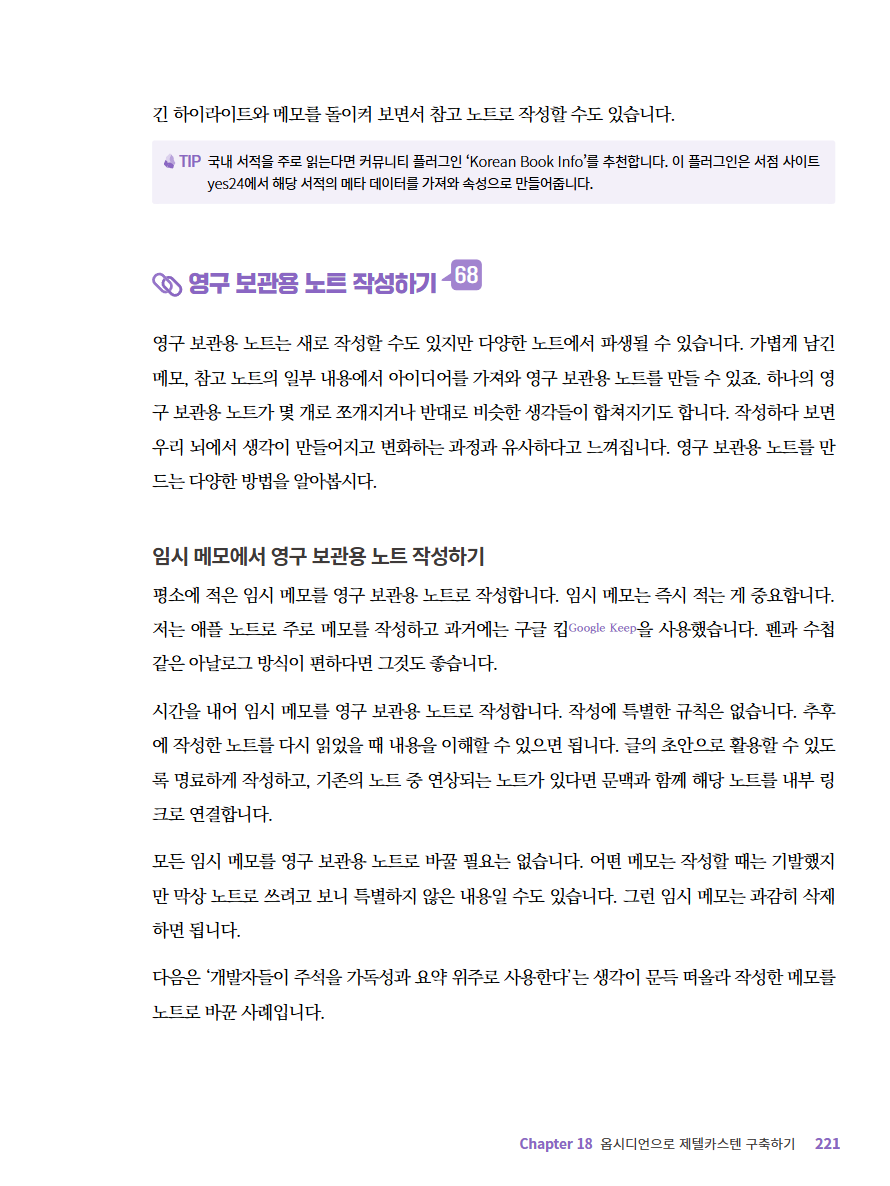 긴 하이라이트와 메모를 돌이켜 보면서 참고 노트로 작성할 수도 있습니다.
TIP 국내 서적을 주로 읽는다면 커뮤니티 플러그인 ‘Korean Book Info’를 추천합니다. 이 플러그인은 서점 사이트
yes24에서 해당 서적의 메타 데이터를 가져와 속성으로 만들어줍니다.
영구 보관용 노트 작성하기 68
영구 보관용 노트는 새로 작성할 수도 있지만 다양한 노트에서 파생될 수 있습니다. 가볍게 남긴
메모, 참고 노트의 일부 내용에서 아이디어를 가져와 영구 보관용 노트를 만들 수 있죠. 하나의 영
구 보관용 노트가 몇 개로 쪼개지거나 반대로 비슷한 생각들이 합쳐지기도 합니다. 작성하다 보면
우리 뇌에서 생각이 만들어지고 변화하는 과정과 유사하다고 느껴집니다. 영구 보관용 노트를 만
드는 다양한 방법을 알아봅시다.
임시 메모에서 영구 보관용 노트 작성하기
평소에 적은 임시 메모를 영구 보관용 노트로 작성합니다. 임시 메모는 즉시 적는 게 중요합니다.
저는 애플 노트로 주로 메모를 작성하고 과거에는 구글 킵Google Keep을 사용했습니다. 펜과 수첩
같은 아날로그 방식이 편하다면 그것도 좋습니다.
시간을 내어 임시 메모를 영구 보관용 노트로 작성합니다. 작성에 특별한 규칙은 없습니다. 추후
에 작성한 노트를 다시 읽었을 때 내용을 이해할 수 있으면 됩니다. 글의 초안으로 활용할 수 있도
록 명료하게 작성하고, 기존의 노트 중 연상되는 노트가 있다면 문맥과 함께 해당 노트를 내부 링
크로 연결합니다.
모든 임시 메모를 영구 보관용 노트로 바꿀 필요는 없습니다. 어떤 메모는 작성할 때는 기발했지
만 막상 노트로 쓰려고 보니 특별하지 않은 내용일 수도 있습니다. 그런 임시 메모는 과감히 삭제
하면 됩니다.
다음은 ‘개발자들이 주석을 가독성과 요약 위주로 사용한다’는 생각이 문득 떠올라 작성한 메모를
노트로 바꾼 사례입니다.
Chapter 18 옵시디언으로 제텔카스텐 구축하기 221